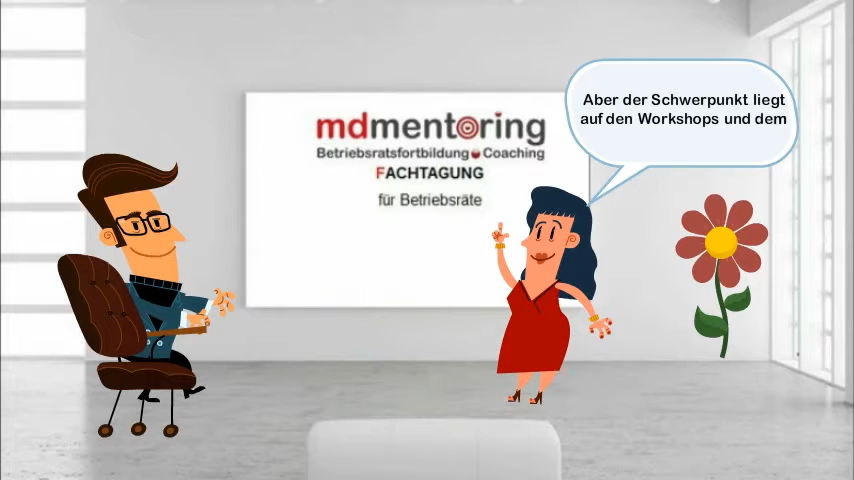 mdmentoring
Betriebsratsfortbildung Coaching
FACHTAGUNG
für Betriebsräte
Aber der Schwerpunkt liegt
auf den Workshops und dem